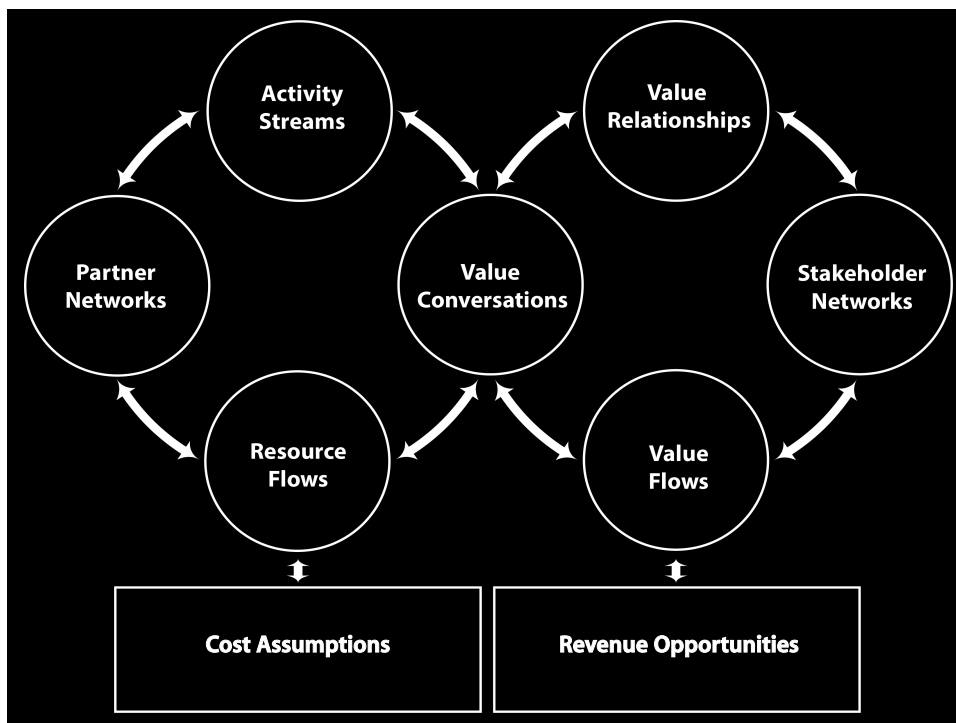 Activity
Streams
Value
Relationships
Partner
Networks
Value
Conversations
Stakeholder
Networks
Resource
Flows
Value
Flows
Cost Assumptions
Revenue Opportunities